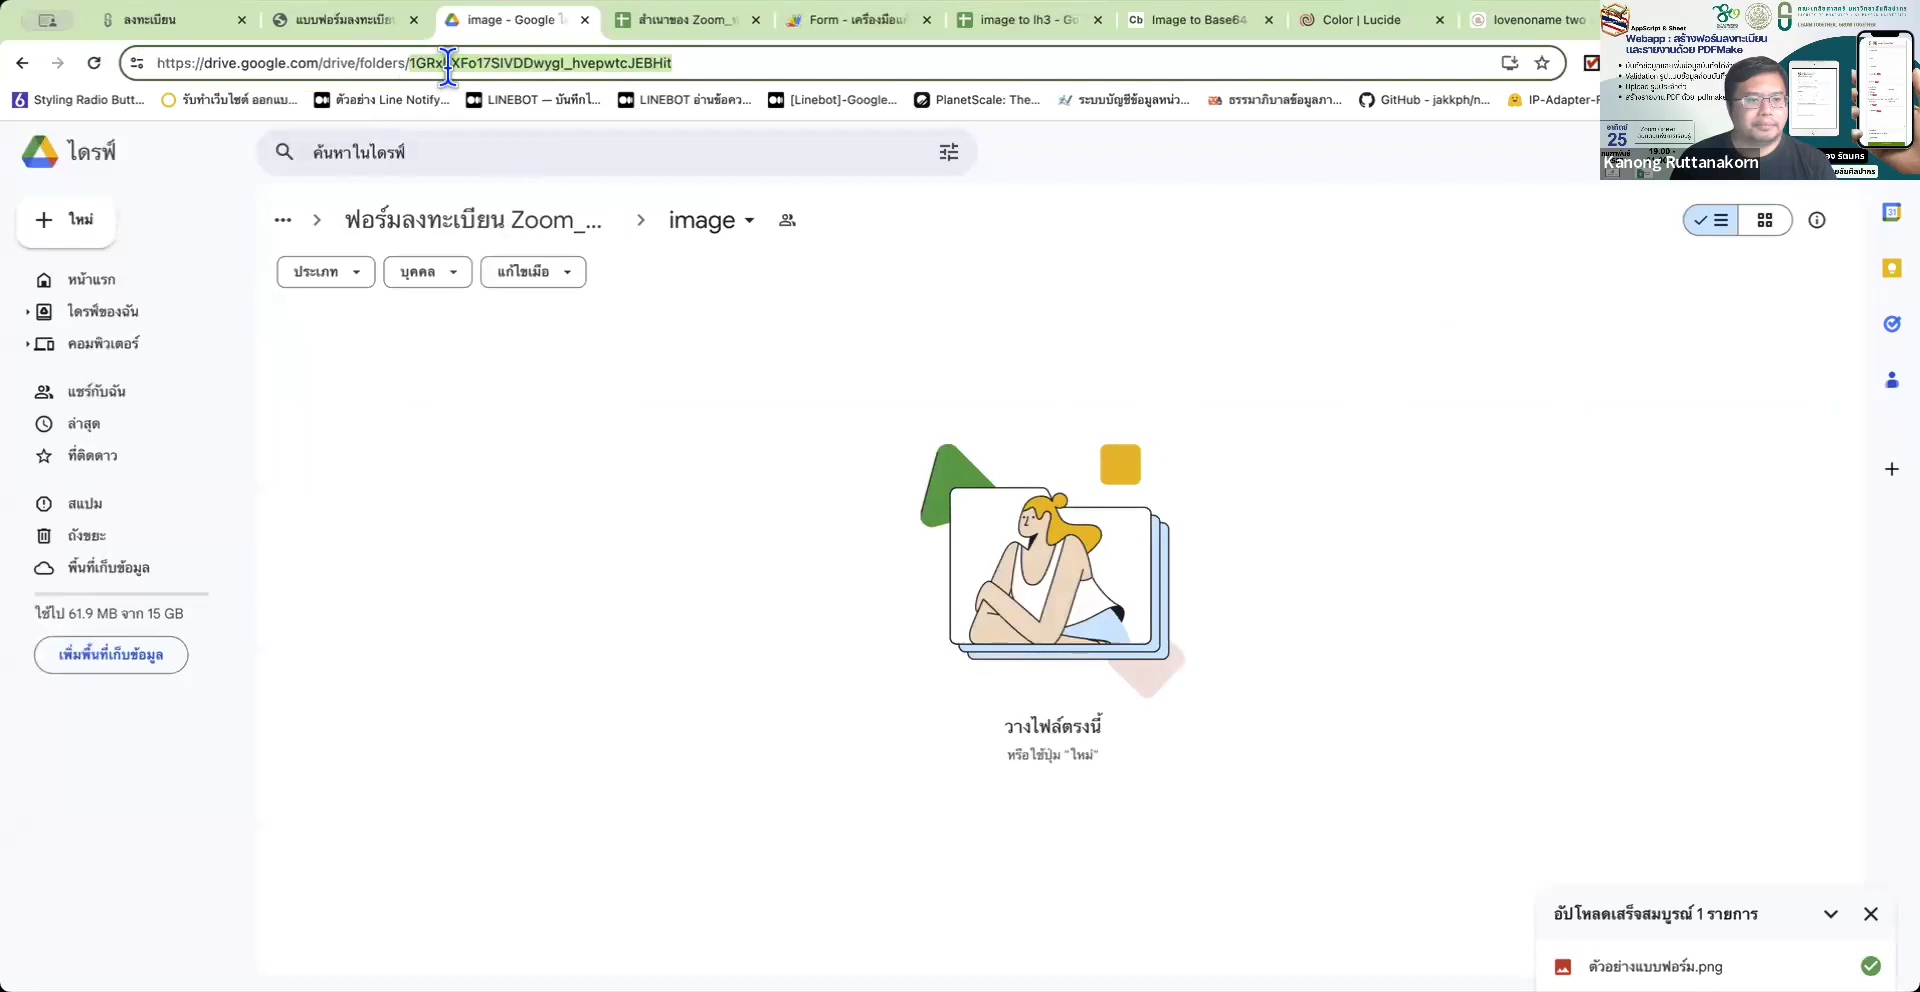 ลงทะเบียน
แบบฟอร์มลงทะเบีย
image - Google ไ
สำเนาของ Zoom_
Form - เครื่องมือแ
image to lh3 - Go
Image to Base64
Color | Lucide
lovenoname two
https://drive.google.com/drive/folders/
Styling Radio Butt...
รับทำเว็บไซต์ ออกแบ...
ตัวอย่าง Line Notify...
LINEBOT — บันทึกไ...
LINEBOT อ่านข้อคว...
[Linebot]-Google...
PlanetScale: The...
ระบบบัญชีข้อมูลหน่ว...
ธรรมาภิบาลข้อมูลภา...
GitHub - jakkph/n...
IP-Adapter-F
AppScript & Sheet
Webapp : สร้างฟอร์มลงทะเบียน
และรายงานด้วย PDFMake
อาทิตย์
25
19.00 -
Kanong Ruttanakorn
ไดรฟ์
ค้นหาในไดรฟ์
ใหม่
ฟอร์มลงทะเบียน Zoom_...
image
ประเภท
บุคคล
แก้ไขเมื่อ
หน้าแรก
ไดรฟ์ของฉัน
คอมพิวเตอร์
แชร์กับฉัน
ล่าสุด
ที่ติดดาว
สแปม
ถังขยะ
พื้นที่เก็บข้อมูล
ใช้ไป 61.9 MB จาก 15 GB
เพิ่มพื้นที่เก็บข้อมูล
วางไฟล์ตรงนี้
หรือใช้ปุ่ม "ใหม่"
อัปโหลดเสร็จสมบูรณ์ 1 รายการ
ตัวอย่างแบบฟอร์ม.png